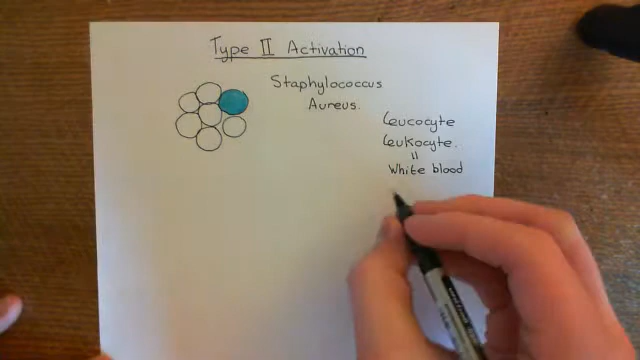 Type II Activation
Staphylococcus
Aureus.
Leucocyte
Leukocyte.
=
White blood